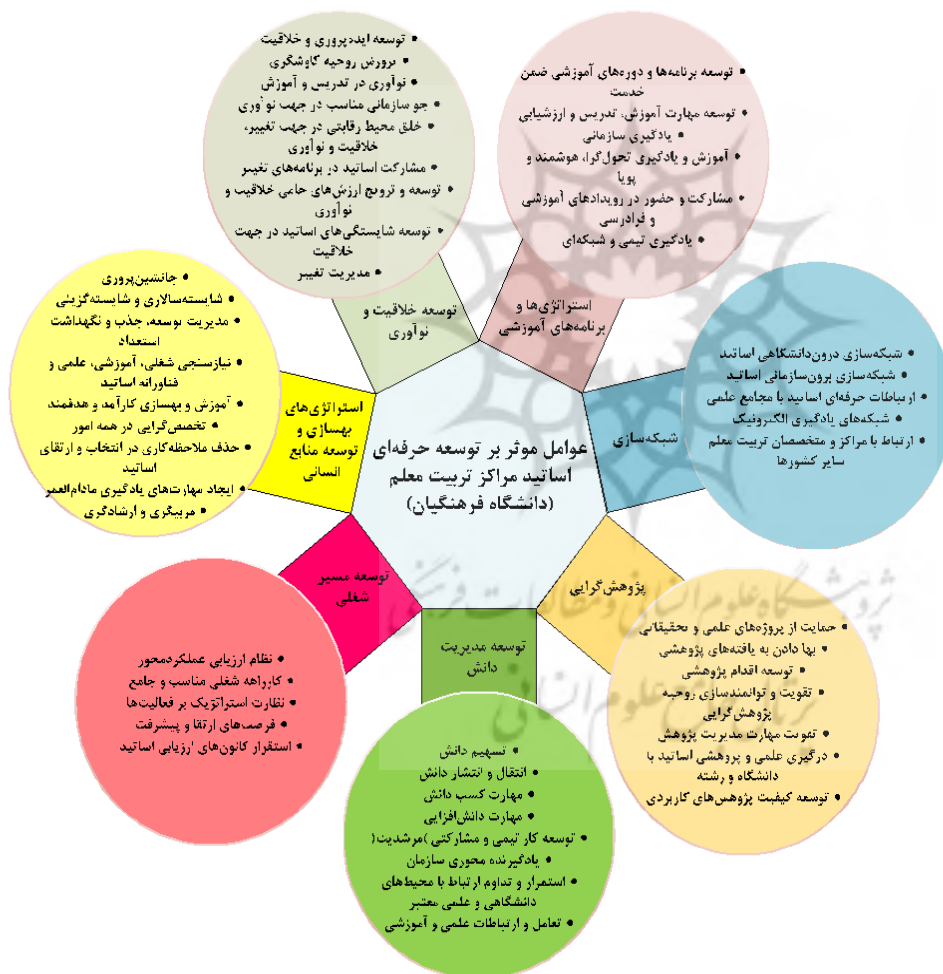 عوامل موثر بر توسعه حرفه‌ای
اساتید مراکز تربیت معلم
(دانشگاه فرهنگیان)
استراتژی‌ها و
برنامه‌های آموزشی
• توسعه برنامه‌ها و دوره‌های آموزشی ضمن
خدمت
• توسعه مهارت آموزش، تدریس و ارزشیابی
• یادگیری سازمانی
• آموزش و یادگیری تحول‌گرا، هوشمند و
پویا
• مشارکت و حضور در رویدادهای آموزشی
و فرادرسی
• یادگیری تیمی و شبکه‌ای
شبکه‌سازی
• شبکه‌سازی درون‌دانشگاهی اساتید
• شبکه‌سازی برون‌سازمانی اساتید
• ارتباطات حرفه‌ای اساتید با مجامع علمی
• شبکه‌های یادگیری الکترونیک
• ارتباط با مراکز و متخصصان تربیت معلم
سایر کشورها
پژوهش‌گرایی
• حمایت از پروژه‌های علمی و تحقیقاتی
• بها دادن به یافته‌های پژوهشی
• توسعه اقدام پژوهشی
• تقویت و توانمندسازی روحیه
پژوهش‌گرایی
• تقویت مهارت مدیریت پژوهش
• درگیری علمی و پروهشی اساتید با
دانشگاه و رشته
• توسعه کیفیت پژوهش‌های کاربردی
توسعه مدیریت
دانش
• تسهیم دانش
• انتقال و انتشار دانش
• مهارت کسب دانش
• مهارت دانش‌افزایی
• توسعه کار تیمی و مشارکتی )مرشدیت(
• یادگیرنده محوری سازمان
• استمرار و تداوم ارتباط با محیط‌های
دانشگاهی و علمی معتبر
• تعامل و ارتباطات علمی و آموزشی
توسعه مسیر
شغلی
• نظام ارزیابی عملکردمحور
• کارراهه شغلی مناسب و جامع
• نظارت استراتژیک بر فعالیت‌ها
• فرصت‌های ارتقا و پیشرفت
• استقرار کانون‌های ارزیابی اساتید
استراتژی‌های
بهسازی و
توسعه منابع
انسانی
• جانشین‌پروری
• شایسته‌سالاری و شایسته‌گزینی
• مدیریت توسعه، جذب و نگهداشت
استعداد
• نیازسنجی شغلی، آموزشی، علمی و
فناورانه اساتید
• آموزش و بهسازی کارآمد و هدفمند
• تخصص‌گرایی در همه امور
• حذف ملاحظه‌کاری در انتخاب و ارتقای
اساتید
• ایجاد مهارت‌های یادگیری مادام‌العمر
• مربیگری و ارشادگری
توسعه خلاقیت و
نوآوری
• توسعه ایده‌پروری و خلاقیت
• پرورش روحیه کاوشگری
• نوآوری در تدریس و آموزش
• جو سازمانی مناسب در جهت نوآوری
• خلق محیط رقابتی در جهت تغییر،
خلاقیت و نوآوری
• مشارکت اساتید در برنامه‌های تغییر
• توسعه و ترویج ارزش‌های حامی خلاقیت و
نوآوری
• توسعه شایستگی‌های اساتید در جهت
خلاقیت
• مدیریت تغییر
پژوهشگاه علوم انسانی و مطالعات فرهنگی
پرتال جامع علوم انسانی